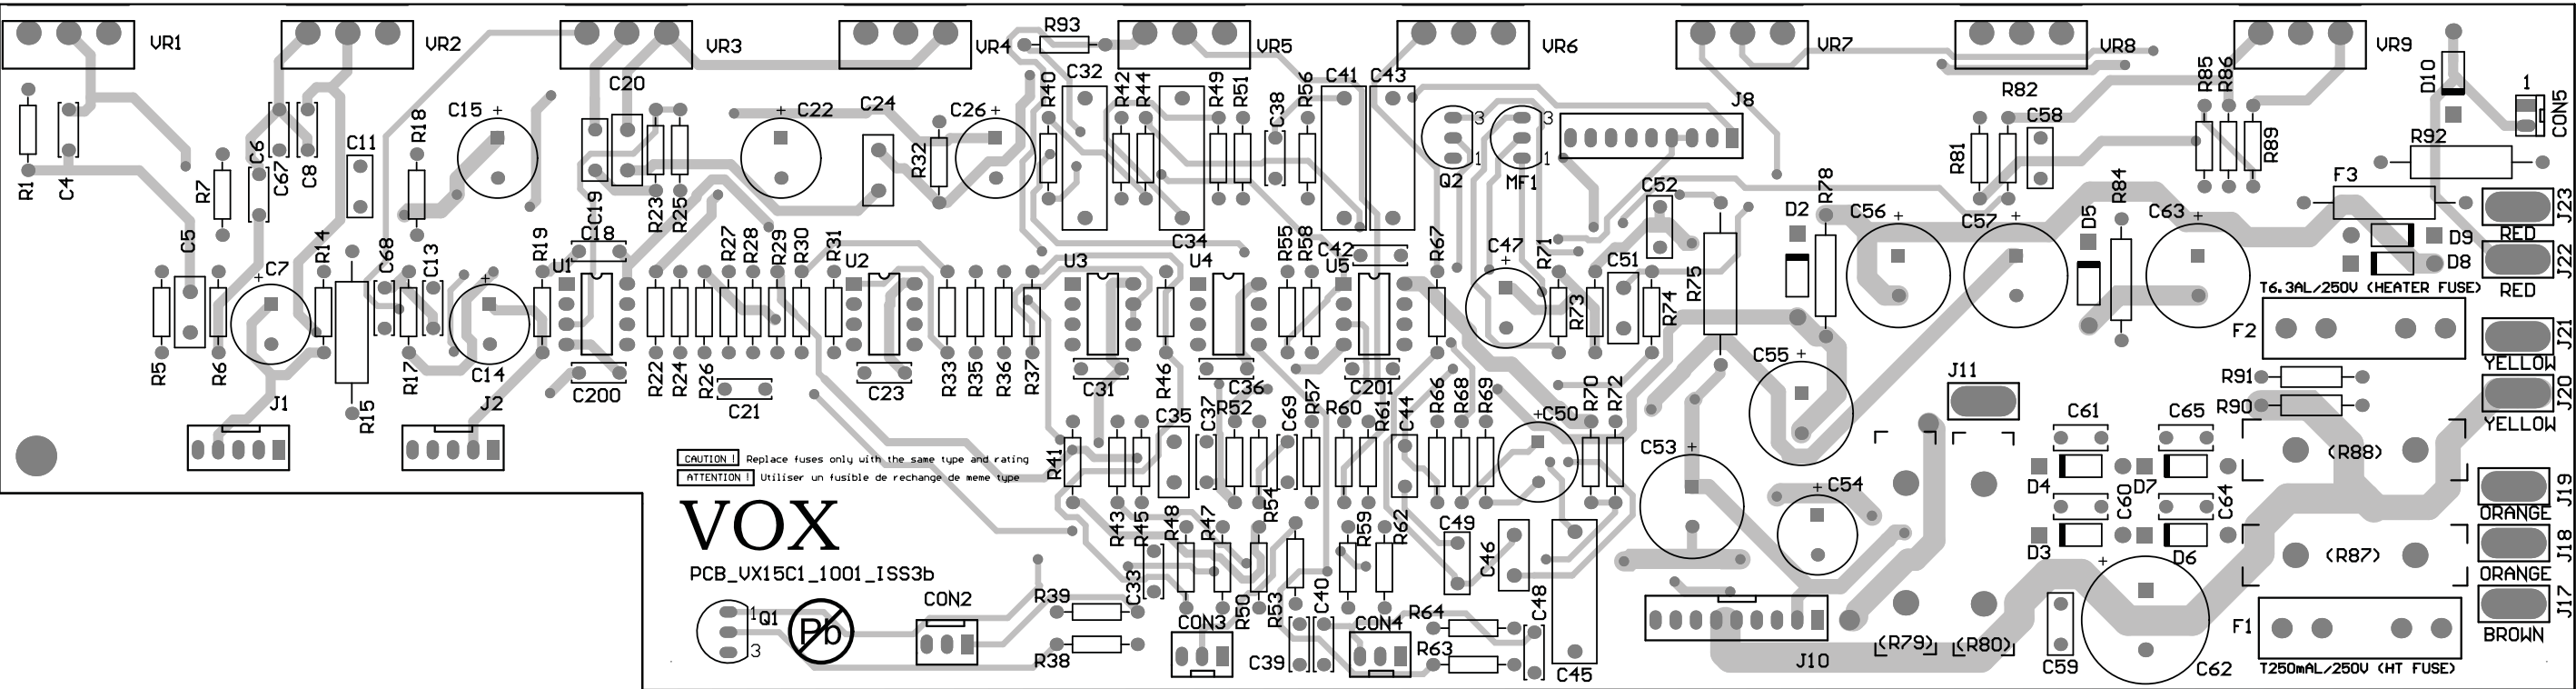 VR1
VR2
VR3
VR4
R93
VR5
VR6
VR7
VR8
VR9
C15
C20
C22
C24
C26
R40
C32
R42
R44
R49
R51
C38
R56
C41
C43
J8
R82
R85
R86
D10
1
CON5
R1
C4
R7
C6
C67
C8
C11
R18
C19
R23
R25
R32
C34
Q2
3
1
MF1
3
1
C52
R81
C58
R89
R92
F3
J23
RED
C5
C7
R14
C68
C13
R19
U1
C18
R27
R28
R29
R30
R31
U2
U3
U4
R55
R58
C42
U5
R67
C47
R71
R73
C51
R74
R75
D2
R78
C56
C57
D5
R84
C63
D9
D8
J22
RED
T6.3AL/250V (HEATER FUSE)
F2
J21
YELLOW
R5
R6
R15
R17
C14
C200
R22
R24
R26
C21
C23
R33
R35
R36
R37
C31
R46
C36
R57
C201
R66
R68
R69
C50
R70
R72
C55
J11
R91
R90
J20
YELLOW
J1
J2
R41
C35
C37
R52
C69
R60
R61
C44
C53
C54
C61
C65
(R88)
CAUTION ! Replace fuses only with the same type and rating
ATTENTION ! Utiliser un fusible de rechange de meme type
VOX
PCB_VX15C1_1001_ISS3b
R43
R45
R48
R47
R54
R59
R62
C49
C46
D4
C60
D7
C64
D3
D6
J19
ORANGE
(R87)
J18
ORANGE
Q1
1
3
Pb
CON2
R39
R38
C33
CON3
R50
R53
C40
C39
CON4
R64
R63
C48
C45
J10
(R79)
(R80)
C59
C62
F1
T250mAL/250V (HT FUSE)
J17
BROWN